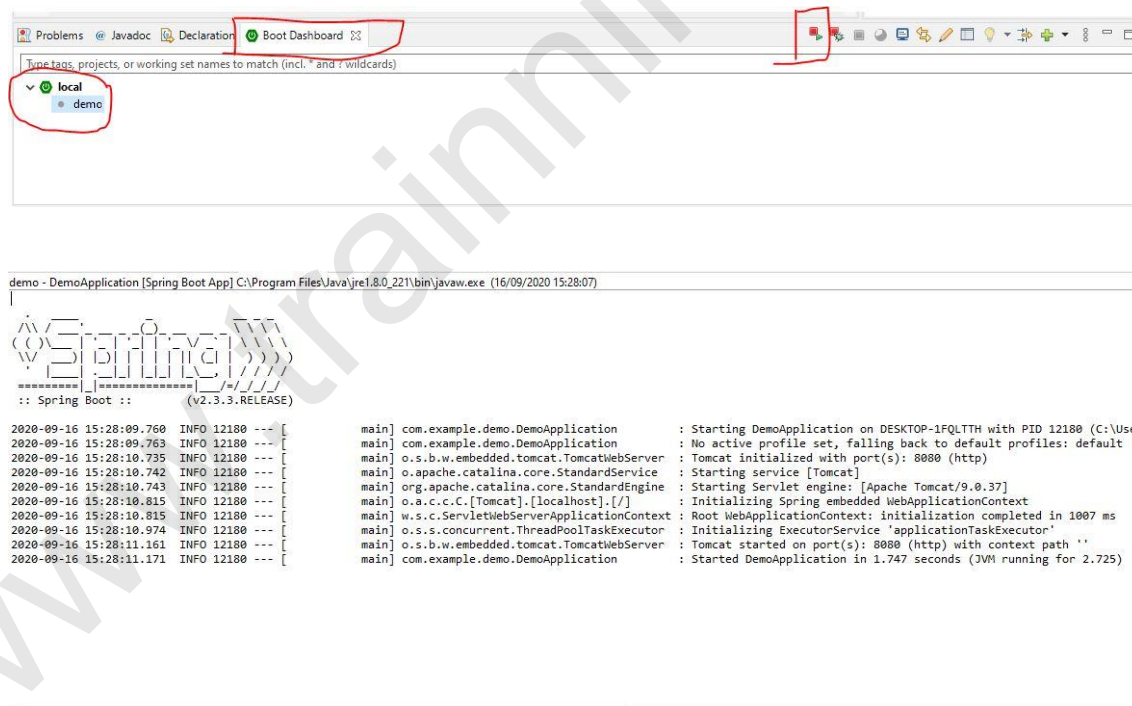 Problems @ Javadoc Declaration Boot Dashboard
Type tags, projects, or working set names to match (incl. * and ? wildcards)
local
demo
demo - DemoApplication [Spring Boot App] C:\Program Files\Java\jre1.8.0_221\bin\javaw.exe (16/09/2020 15:28:07)
Spring
:: Spring Boot :: (v2.3.3.RELEASE)
2020-09-16 15:28:09.760 INFO 12180 --- [ main] com.example.demo.DemoApplication : Starting DemoApplication on DESKTOP-1FQLTTH with PID 12180 (C:\Use
2020-09-16 15:28:09.763 INFO 12180 --- [ main] com.example.demo.DemoApplication : No active profile set, falling back to default profiles: default
2020-09-16 15:28:10.735 INFO 12180 --- [ main] o.s.b.w.embedded.tomcat.TomcatWebServer : Tomcat initialized with port(s): 8080 (http)
2020-09-16 15:28:10.742 INFO 12180 --- [ main] o.apache.catalina.core.StandardService : Starting service [Tomcat]
2020-09-16 15:28:10.743 INFO 12180 --- [ main] org.apache.catalina.core.StandardEngine : Starting Servlet engine: [Apache Tomcat/9.0.37]
2020-09-16 15:28:10.815 INFO 12180 --- [ main] o.a.c.c.C.[Tomcat].[localhost].[/] : Initializing Spring embedded WebApplicationContext
2020-09-16 15:28:10.815 INFO 12180 --- [ main] w.s.c.ServletWebServerApplicationContext : Root WebApplicationContext: initialization completed in 1007 ms
2020-09-16 15:28:10.974 INFO 12180 --- [ main] o.s.s.concurrent.ThreadPoolTaskExecutor : Initializing ExecutorService 'applicationTaskExecutor'
2020-09-16 15:28:11.161 INFO 12180 --- [ main] o.s.b.w.embedded.tomcat.TomcatWebServer : Tomcat started on port(s): 8080 (http) with context path ''
2020-09-16 15:28:11.171 INFO 12180 --- [ main] com.example.demo.DemoApplication : Started DemoApplication in 1.747 seconds (JVM running for 2.725)